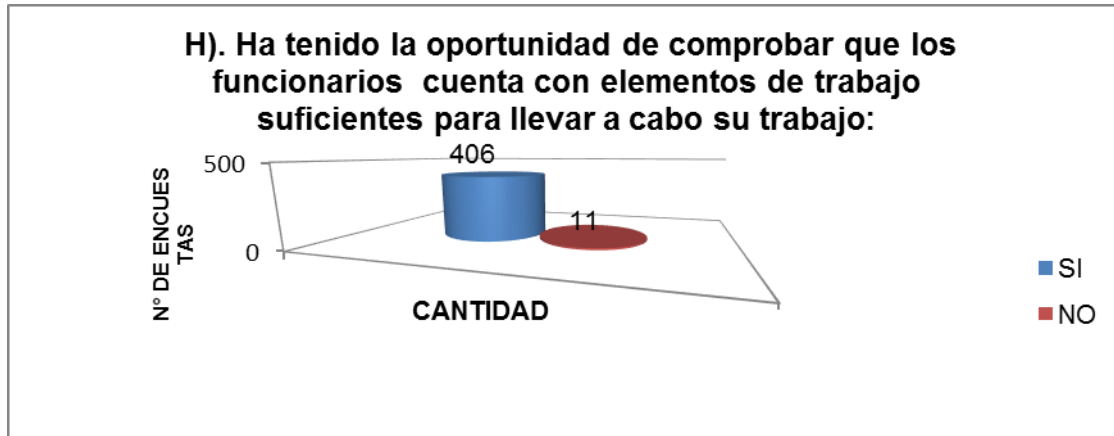 H). Ha tenido la oportunidad de comprobar que los
funcionarios cuenta con elementos de trabajo
suficientes para llevar a cabo su trabajo:
500
0
N° DE ENCUES
TAS
406
11
CANTIDAD
SI
NO